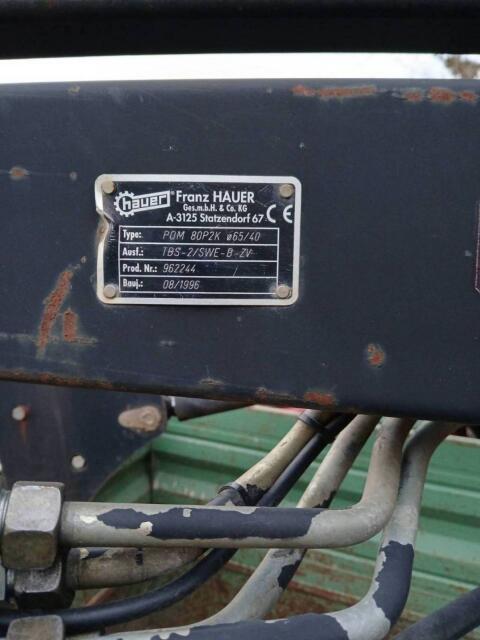 hauer
Franz HAUER
Ges.m.b.H. & Co. KG
A-3125 Statzendorf 67 CE
Type: POM 80P2K ø65/40
Ausf.: TBS-2/SWE-B-ZV
Prod. Nr.: 962244
Bauj.: 08/1996